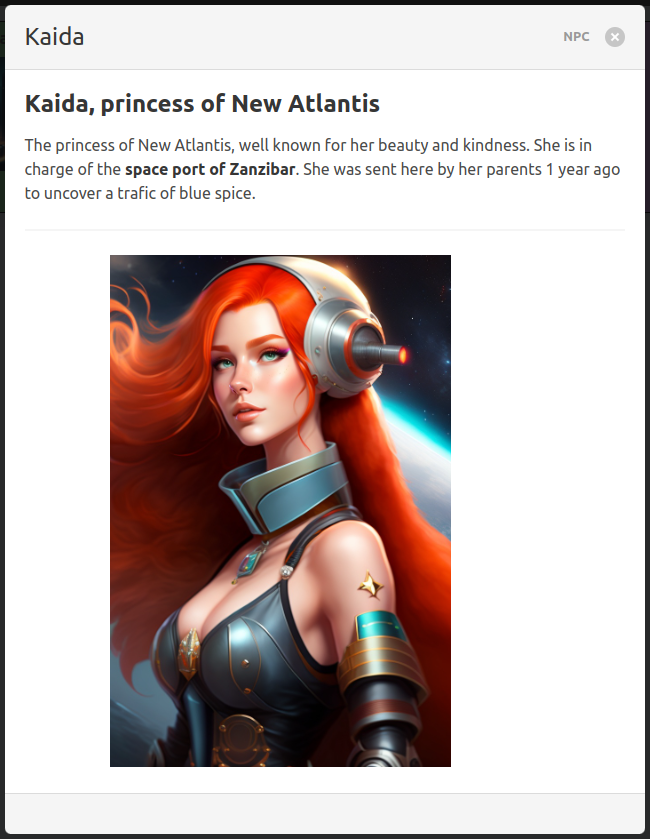 Kaida
NPC
Kaida, princess of New Atlantis
The princess of New Atlantis, well known for her beauty and kindness. She is in
charge of the space port of Zanzibar. She was sent here by her parents 1 year ago
to uncover a trafic of blue spice.